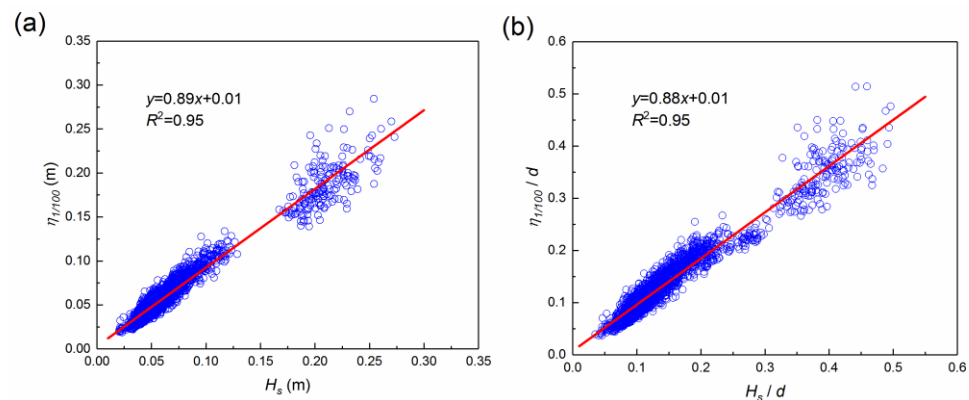 (a)
0.35
0.30
0.25
0.20
0.15
0.10
0.05
0.00
η1/100 (m)
y=0.89x+0.01
R²=0.95
0.00 0.05 0.10 0.15 0.20 0.25 0.30 0.35
Hs (m)
(b)
0.6
0.5
0.4
0.3
0.2
0.1
0.0
η1/100 / d
y=0.88x+0.01
R²=0.95
0.0 0.1 0.2 0.3 0.4 0.5 0.6
Hs / d